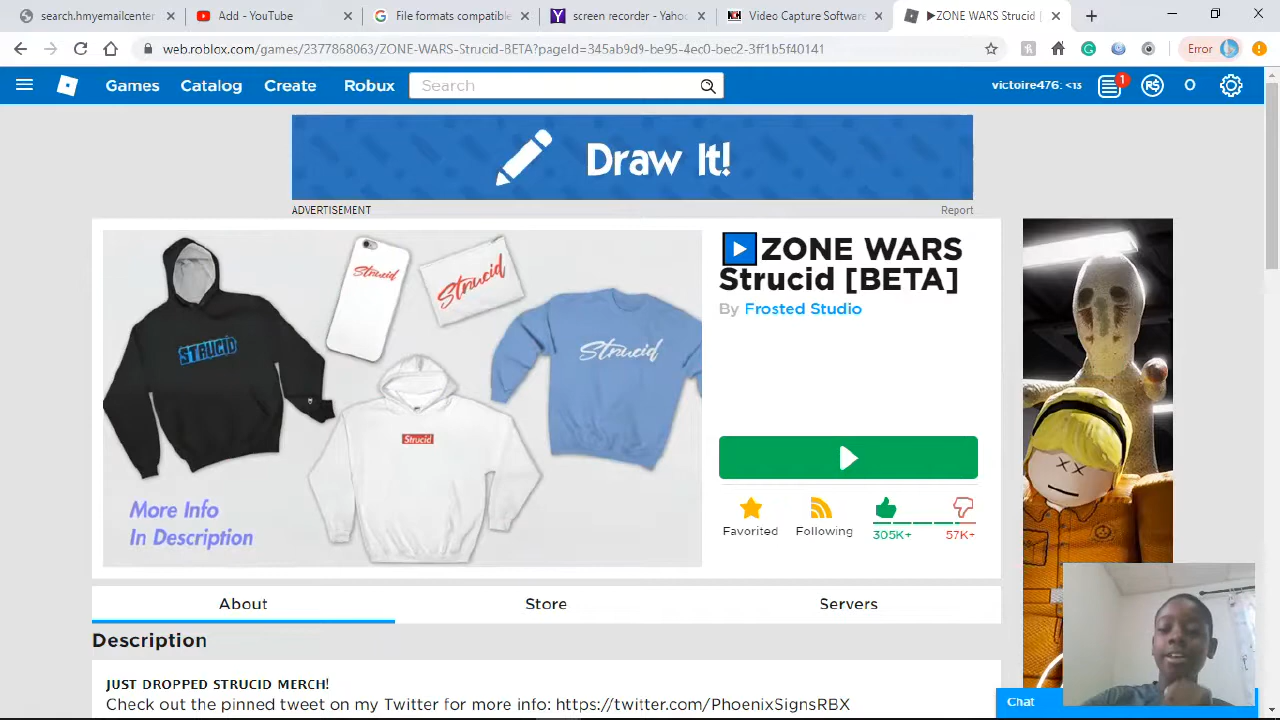 search.hmyemailcenter
Add - YouTube
File formats compatible
screen recorder - Yahoo
Video Capture Software
▶ZONE WARS Strucid [
web.roblox.com/games/2377868063/ZONE-WARS-Strucid-BETA?pageId=345ab9d9-be95-4ec0-bec2-3ff1b5f40141
Error
Games
Catalog
Create
Robux
Search
victoire476: <13
1
R$
0
Draw It!
ADVERTISEMENT
Report
Strucid
Strucid
STRUCID
Strucid
Strucid
More Info
In Description
▶ZONE WARS
Strucid [BETA]
By Frosted Studio
Favorited
Following
305K+
57K+
About
Store
Servers
Description
JUST DROPPED STRUCID MERCH!
Check out the pinned tweet on my Twitter for more info: https://twitter.com/PhoenixSignsRBX
Chat